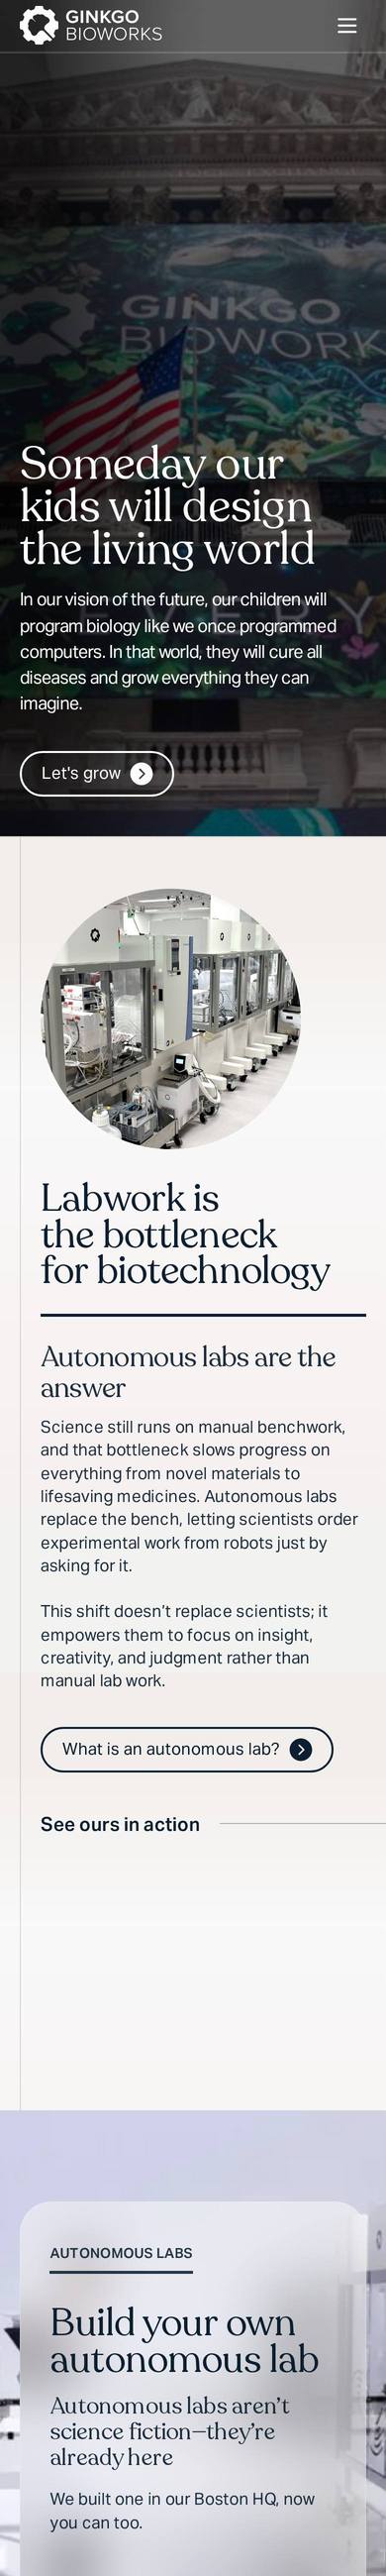 GINKGO
BIOWORKS
GINKGO
BIOWORK
Someday our
kids will design
the living world
In our vision of the future, our children will
program biology like we once programmed
computers. In that world, they will cure all
diseases and grow everything they can
imagine.
Let's grow
Labwork is
the bottleneck
for biotechnology
Autonomous labs are the
answer
Science still runs on manual benchwork,
and that bottleneck slows progress on
everything from novel materials to
lifesaving medicines. Autonomous labs
replace the bench, letting scientists order
experimental work from robots just by
asking for it.
This shift doesn’t replace scientists; it
empowers them to focus on insight,
creativity, and judgment rather than
manual lab work.
What is an autonomous lab?
See ours in action
AUTONOMOUS LABS
Build your own
autonomous lab
Autonomous labs aren’t
science fiction—they’re
already here
We built one in our Boston HQ, now
you can too.